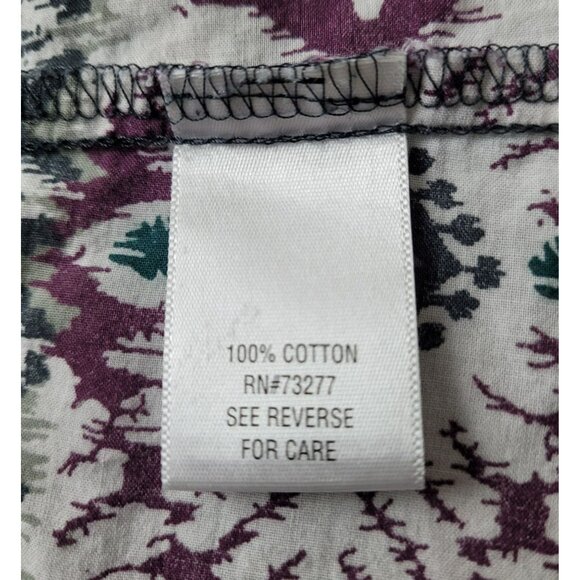 100% COTTON
RN#73277
SEE REVERSE
FOR CARE